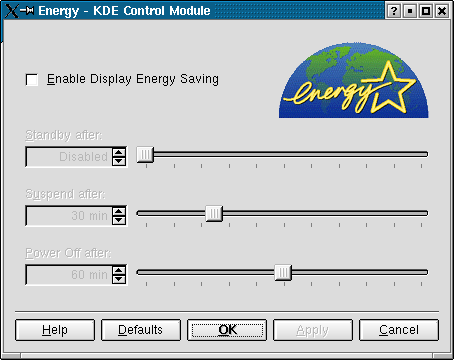 Energy - KDE Control Module
energy
Enable Display Energy Saving
Standby after:
Disabled
Suspend after:
30 min
Power Off after:
60 min
Help Defaults OK Apply Cancel